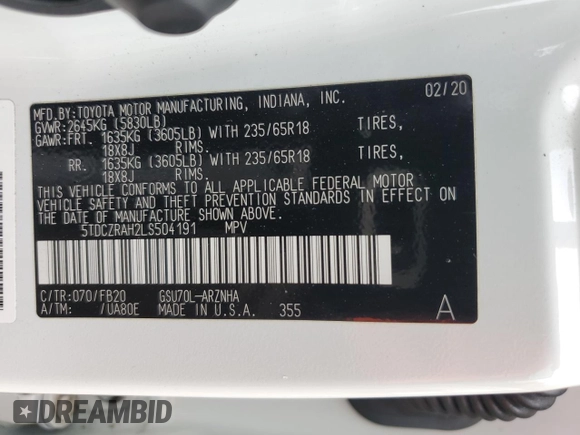 MFD.BY:TOYOTA MOTOR MANUFACTURING, INDIANA, INC. 02/20
GVWR:2645KG (5830LB)
GAWR:FRT. 1635KG (3605LB) WITH 235/65R18 TIRES,
18X8J RIMS.
RR. 1635KG (3605LB) WITH 235/65R18 TIRES,
18X8J RIMS.
THIS VEHICLE CONFORMS TO ALL APPLICABLE FEDERAL MOTOR
VEHICLE SAFETY AND THEFT PREVENTION STANDARDS IN EFFECT ON
THE DATE OF MANUFACTURE SHOWN ABOVE.
5TDCZRAH2LS504191 MPV
C/TR:070/FB20 GSU70L-ARZNHA
A/TM: /UA80E MADE IN U.S.A. 355 A
DREAMBID